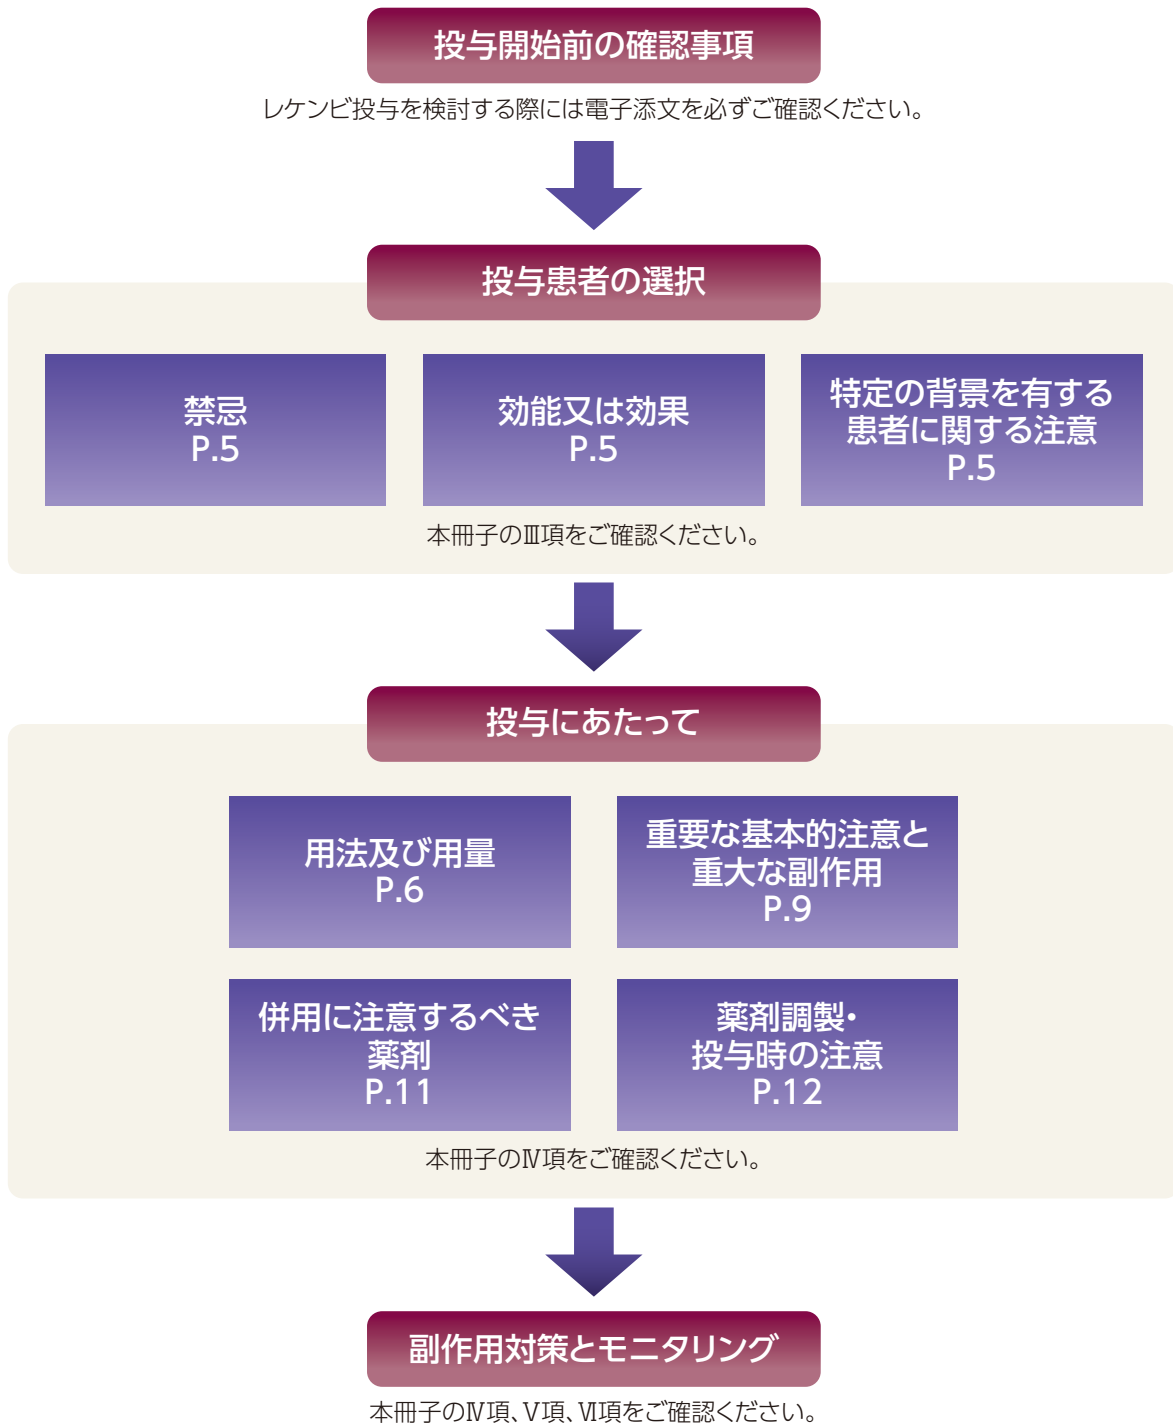 投与開始前の確認事項
レケンビ投与を検討する際には電子添文を必ずご確認ください。
投与患者の選択
禁忌
P.5
効能又は効果
P.5
特定の背景を有する
患者に関する注意
P.5
本冊子のⅢ項をご確認ください。
投与にあたって
用法及び用量
P.6
重要な基本的注意と
重大な副作用
P.9
併用に注意するべき
薬剤
P.11
薬剤調製・
投与時の注意
P.12
本冊子のⅣ項をご確認ください。
副作用対策とモニタリング
本冊子のⅣ項、Ⅴ項、Ⅵ項をご確認ください。